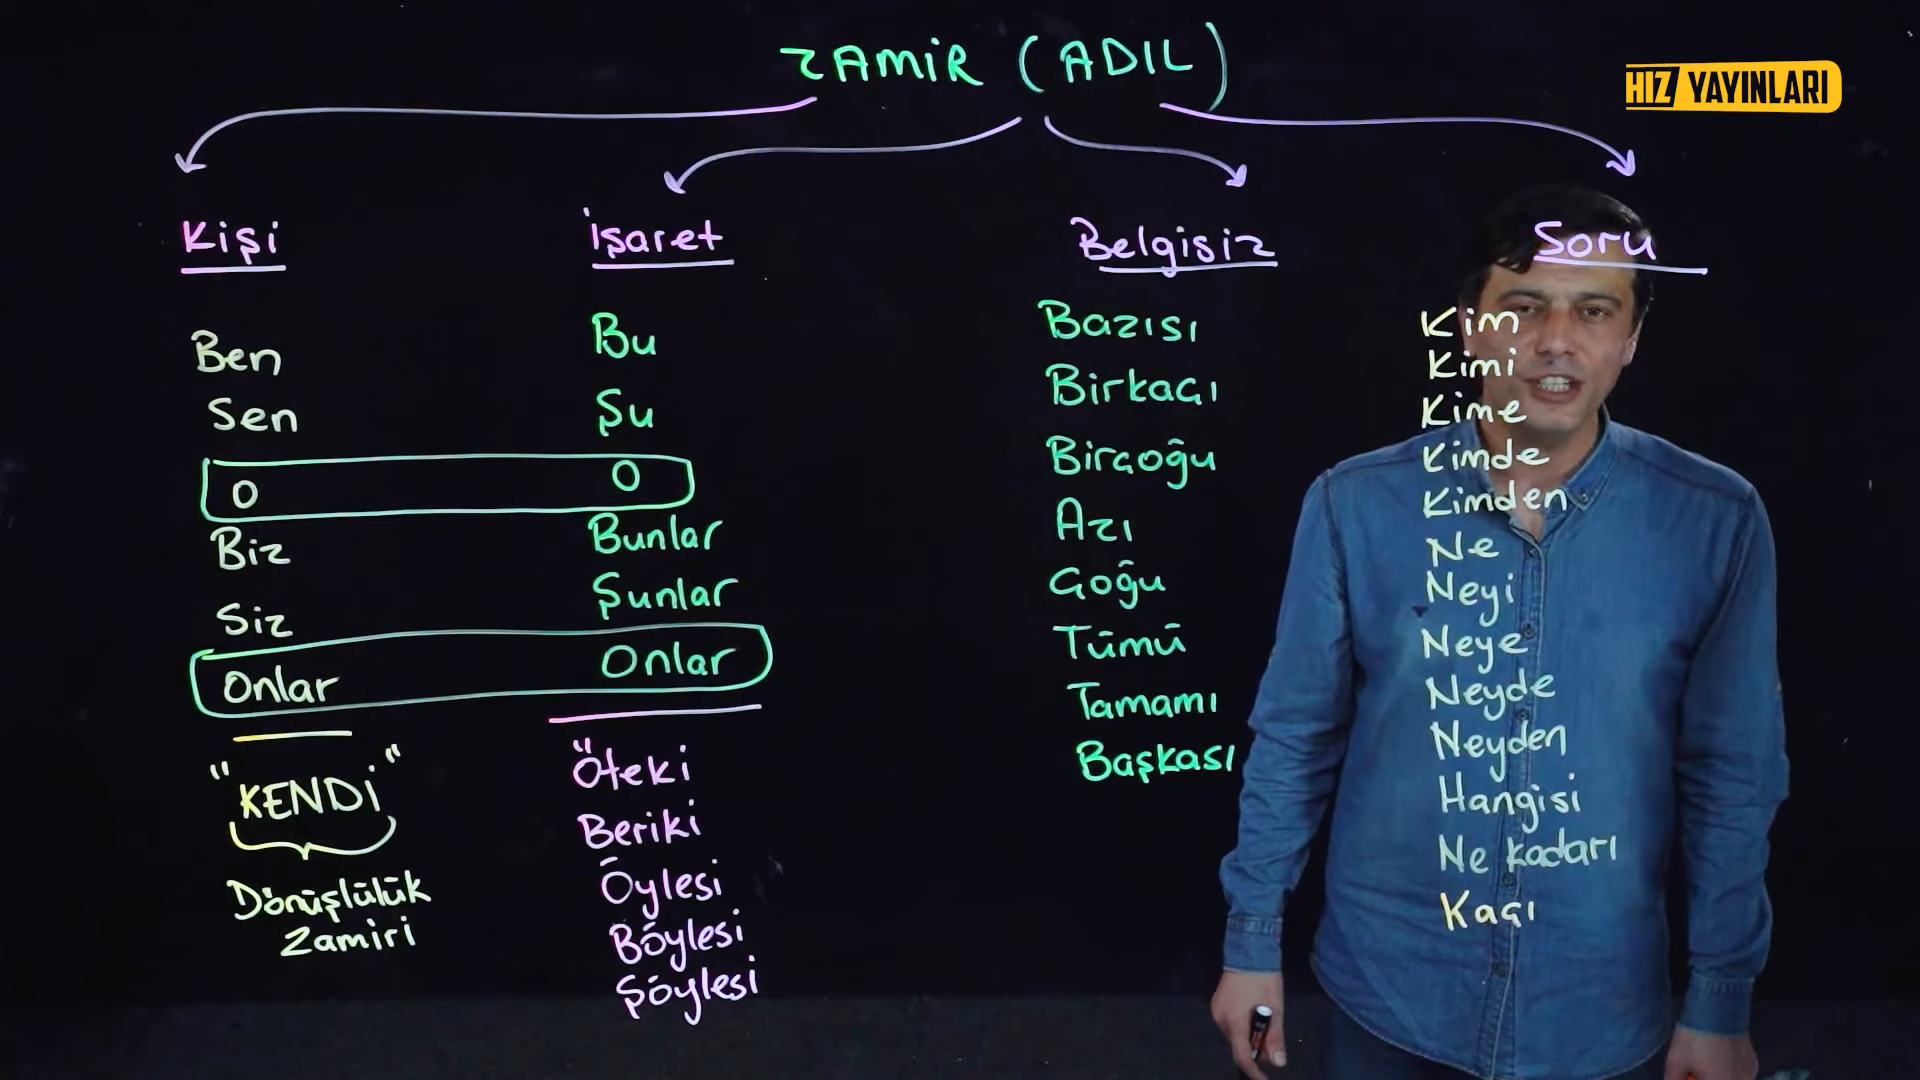 ZAMİR (ADIL)
HIZ YAYINLARI
Kişi
Ben
Sen
O
Biz
Siz
Onlar
"KENDİ"
Dönüşlülük
Zamiri
İşaret
Bu
Şu
O
Bunlar
Şunlar
Onlar
Öteki
Beriki
Öylesi
Böylesi
Şöylesi
Belgisiz
Bazısı
Birkaçı
Birçoğu
Azı
Çoğu
Tümü
Tamamı
Başkası
Soru
Kim
Kimi
Kime
Kimde
Kimden
Ne
Neyi
Neye
Neyde
Neyden
Hangisi
Ne kadarı
Kaçı